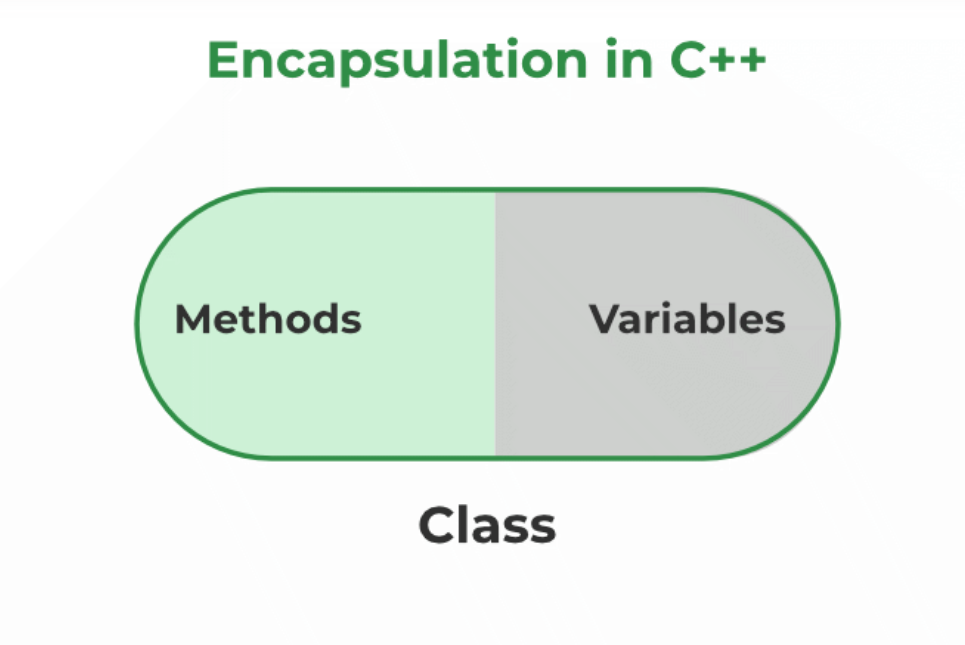 Encapsulation in C++
Methods Variables
Class